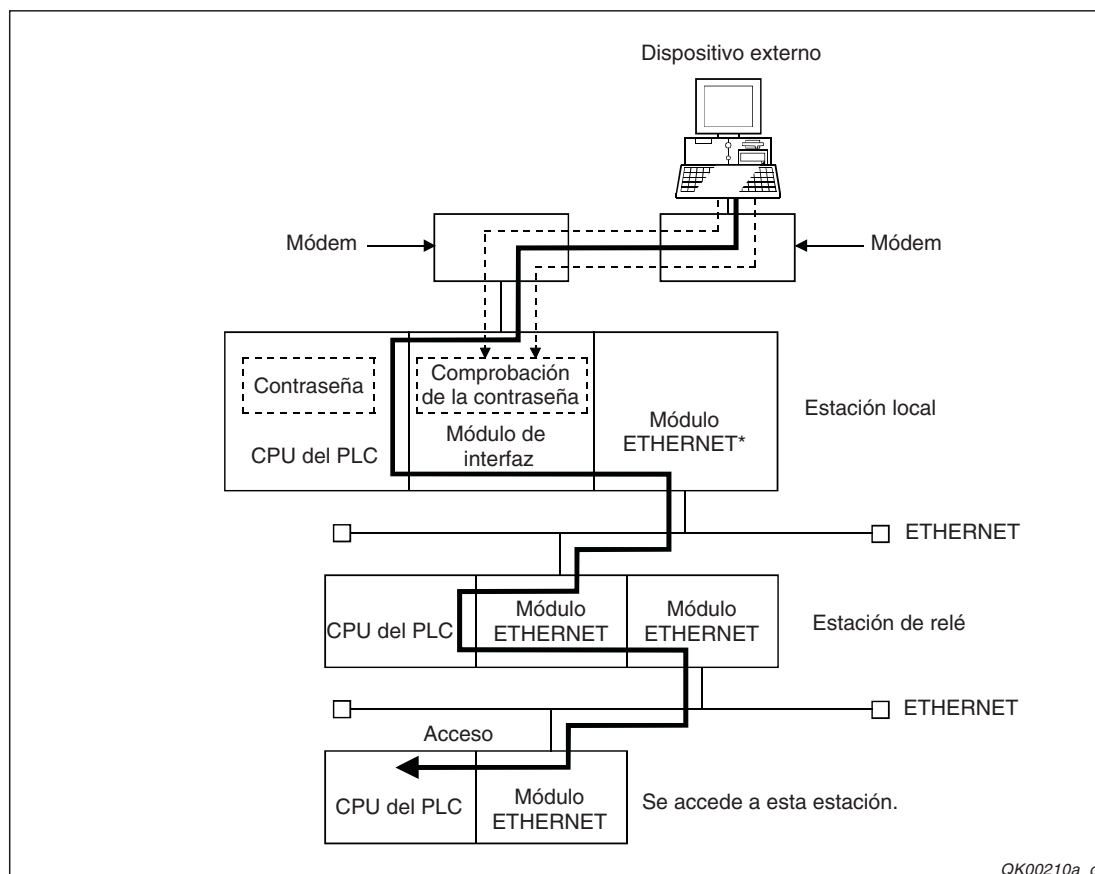 Dispositivo externo
Módem
Módem
Contraseña
Comprobación
de la contraseña
CPU del PLC
Módulo de
interfaz
Módulo
ETHERNET*
Estación local
ETHERNET
CPU del PLC
Módulo
ETHERNET
Módulo
ETHERNET
Estación de relé
ETHERNET
Acceso
CPU del PLC
Módulo
ETHERNET
Se accede a esta estación.